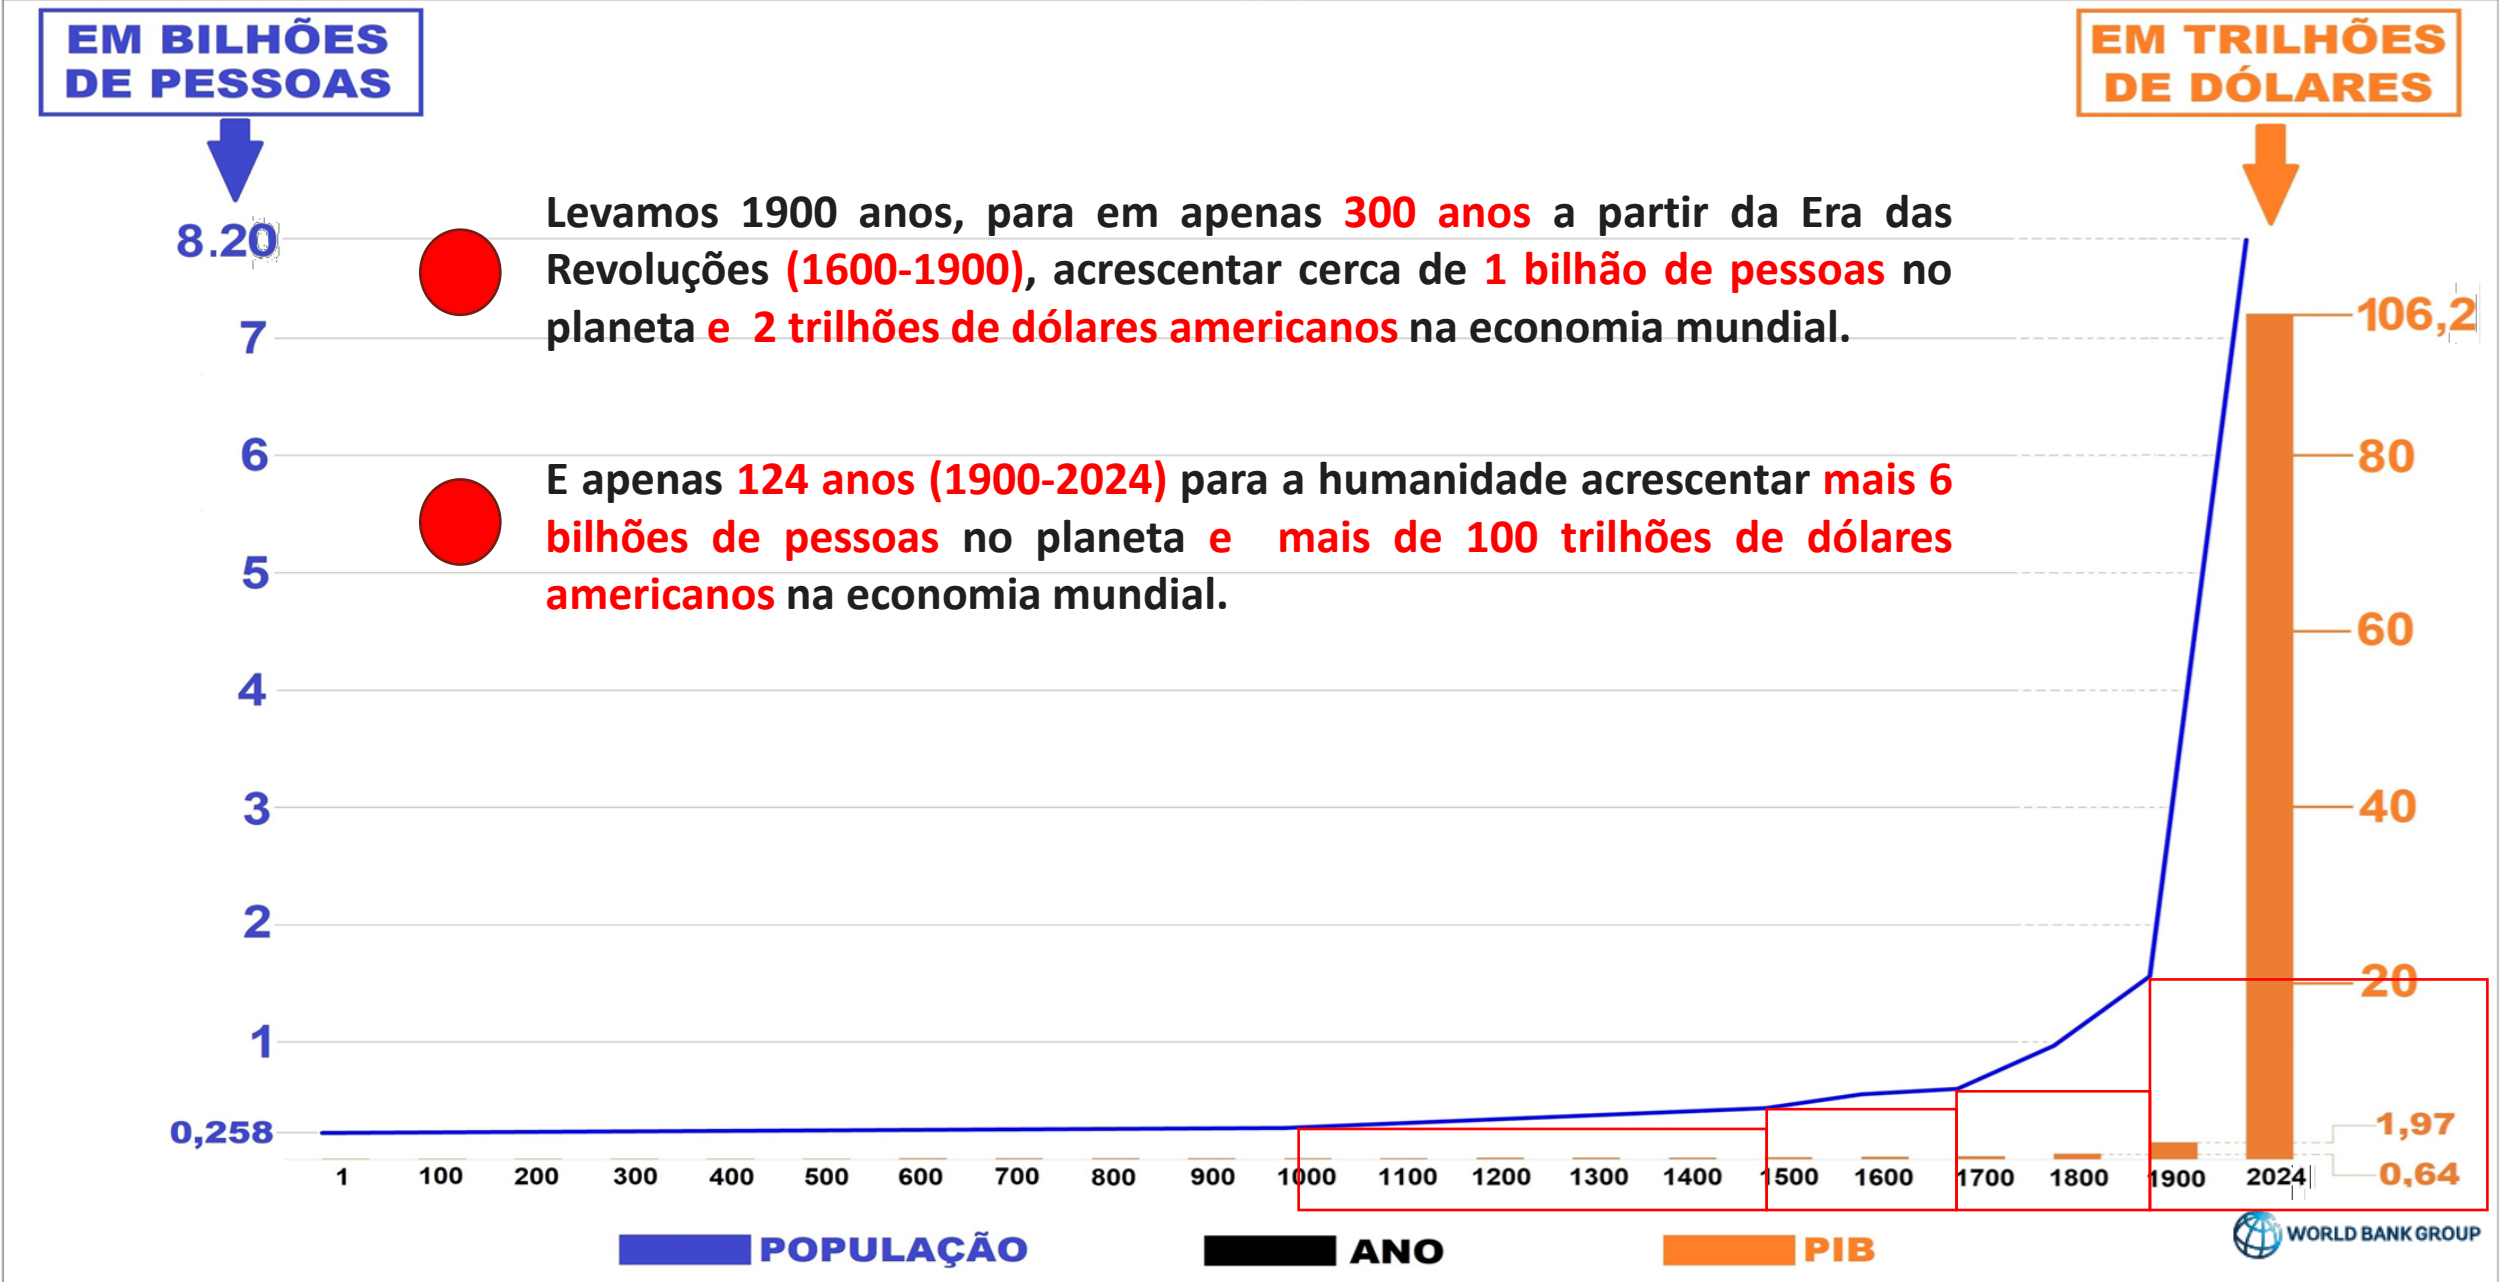 EM BILHÕES
DE PESSOAS
EM TRILHÕES
DE DÓLARES
Levamos 1900 anos, para em apenas 300 anos a partir da Era das
Revoluções (1600-1900), acrescentar cerca de 1 bilhão de pessoas no
planeta e 2 trilhões de dólares americanos na economia mundial.
E apenas 124 anos (1900-2024) para a humanidade acrescentar mais 6
bilhões de pessoas no planeta e mais de 100 trilhões de dólares
americanos na economia mundial.
8.20
7
6
5
4
3
2
1
0,258
106,2
80
60
40
20
1,97
0,64
1 100 200 300 400 500 600 700 800 900 1000 1100 1200 1300 1400 1500 1600 1700 1800 1900 2024
POPULAÇÃO
ANO
PIB
WORLD BANK GROUP